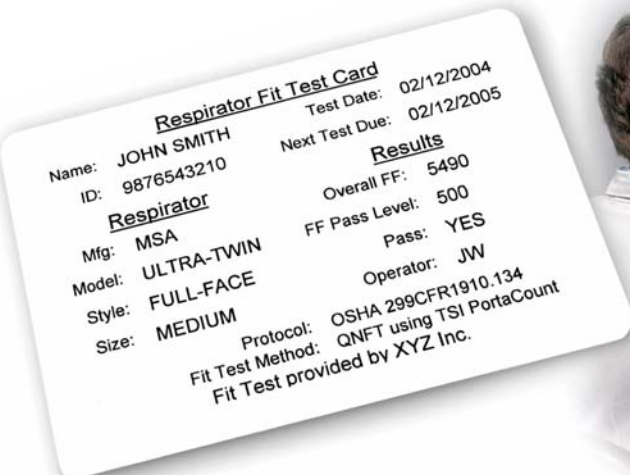 Respirator Fit Test Card
Name: JOHN SMITH Test Date: 02/12/2004
ID: 9876543210 Next Test Due: 02/12/2005
Respirator Results
Mfg: MSA Overall FF: 5490
Model: ULTRA-TWIN FF Pass Level: 500
Style: FULL-FACE Pass: YES
Size: MEDIUM Operator: JW
Protocol: OSHA 299CFR1910.134
Fit Test Method: QNFT using TSI PortaCount
Fit Test provided by XYZ Inc.